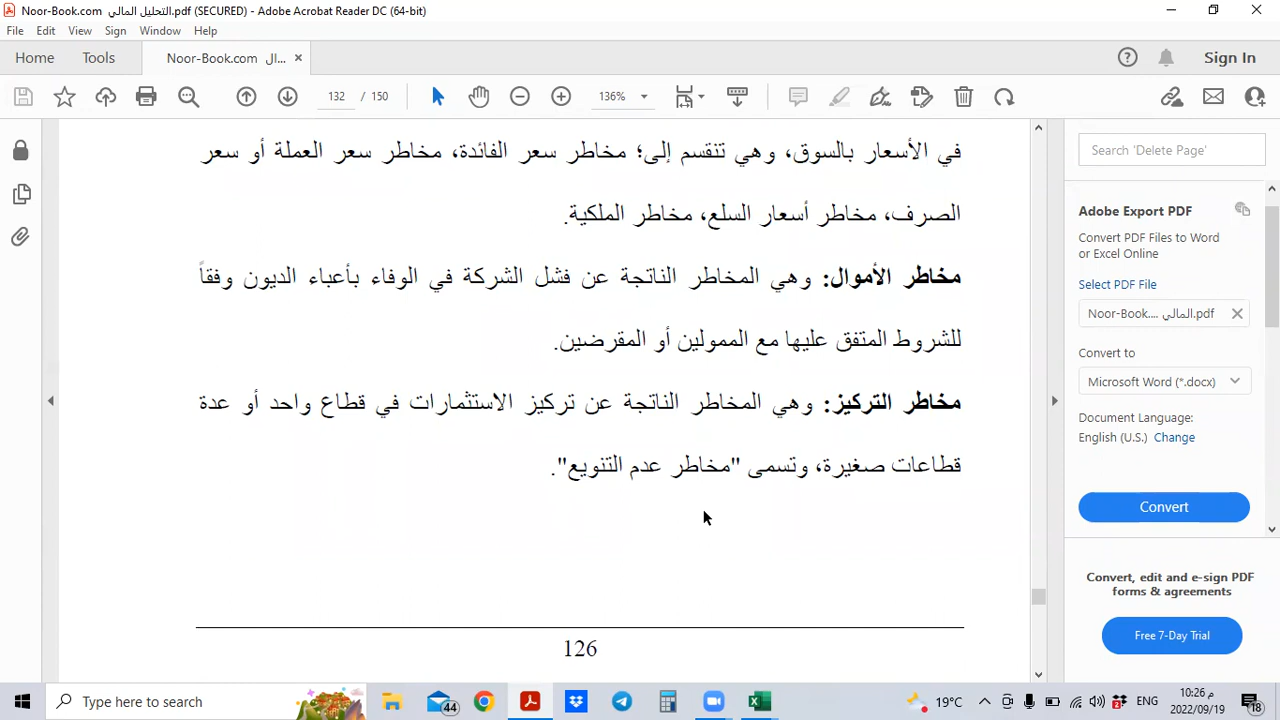 Noor-Book.com التحليل المالي.pdf (SECURED) - Adobe Acrobat Reader DC (64-bit)
File Edit View Sign Window Help
Home Tools Noor-Book.com ال... ×
132 / 150 136%
Sign In
في الأسعار بالسوق، وهي تنقسم إلى؛ مخاطر سعر الفائدة، مخاطر سعر العملة أو سعر
الصرف، مخاطر أسعار السلع، مخاطر الملكية.
مخاطر الأموال: وهي المخاطر الناتجة عن فشل الشركة في الوفاء بأعباء الديون وفقاً
للشروط المتفق عليها مع الممولين أو المقرضين.
مخاطر التركيز: وهي المخاطر الناتجة عن تركيز الاستثمارات في قطاع واحد أو عدة
قطاعات صغيرة، وتسمى "مخاطر عدم التنويع".
126
Search 'Delete Page'
Adobe Export PDF
Convert PDF Files to Word
or Excel Online
Select PDF File
Noor-Book.... المالي.pdf
Convert to
Microsoft Word (*.docx)
Document Language:
English (U.S.) Change
Convert
Convert, edit and e-sign PDF
forms & agreements
Free 7-Day Trial
Type here to search
44
19°C
2
ENG
10:26 م
2022/09/19
18